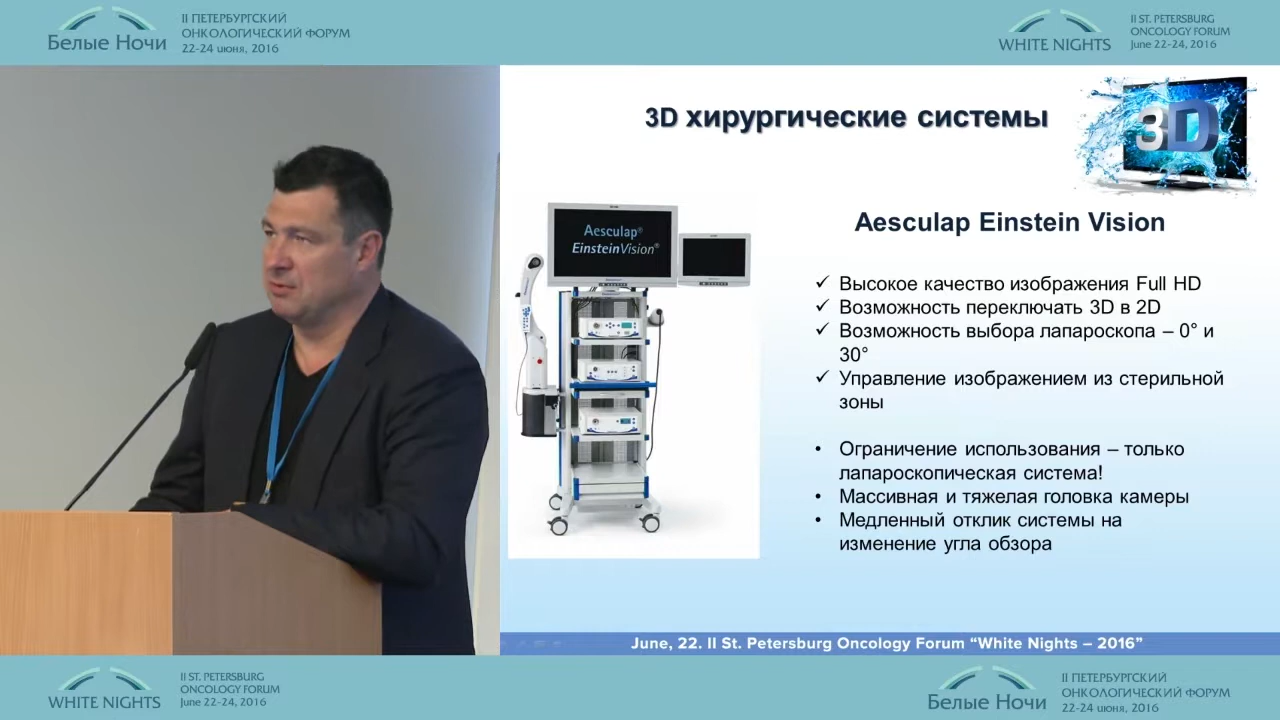 Белые Ночи
II ПЕТЕРБУРГСКИЙ
ОНКОЛОГИЧЕСКИЙ ФОРУМ
22-24 июня, 2016
WHITE NIGHTS
II ST. PETERSBURG
ONCOLOGY FORUM
June 22-24, 2016
3D хирургические системы
3D
Aesculap®
EinsteinVision®
Aesculap Einstein Vision
✓ Высокое качество изображения Full HD
✓ Возможность переключать 3D в 2D
✓ Возможность выбора лапароскопа – 0° и
30°
✓ Управление изображением из стерильной
зоны
• Ограничение использования – только
лапароскопическая система!
• Массивная и тяжелая головка камеры
• Медленный отклик системы на
изменение угла обзора
June, 22. II St. Petersburg Oncology Forum “White Nights – 2016”
WHITE NIGHTS
II ST. PETERSBURG
ONCOLOGY FORUM
June 22-24, 2016
Белые Ночи
II ПЕТЕРБУРГСКИЙ
ОНКОЛОГИЧЕСКИЙ ФОРУМ
22-24 июня, 2016